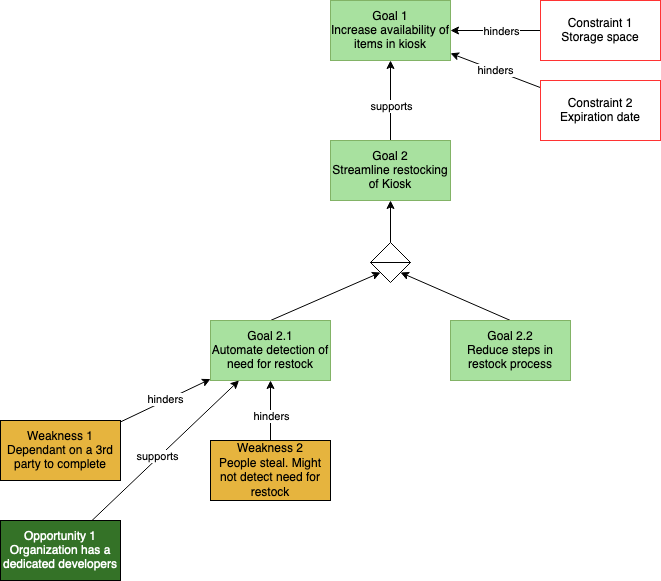 Goal 1
Increase availability of
items in kiosk
hinders
Constraint 1
Storage space
hinders
Constraint 2
Expiration date
supports
Goal 2
Streamline restocking
of Kiosk
Goal 2.1
Automate detection of
need for restock
Goal 2.2
Reduce steps in
restock process
hinders
hinders
Weakness 1
Dependant on a 3rd
party to complete
supports
Weakness 2
People steal. Might
not detect need for
restock
Opportunity 1
Organization has a
dedicated developers